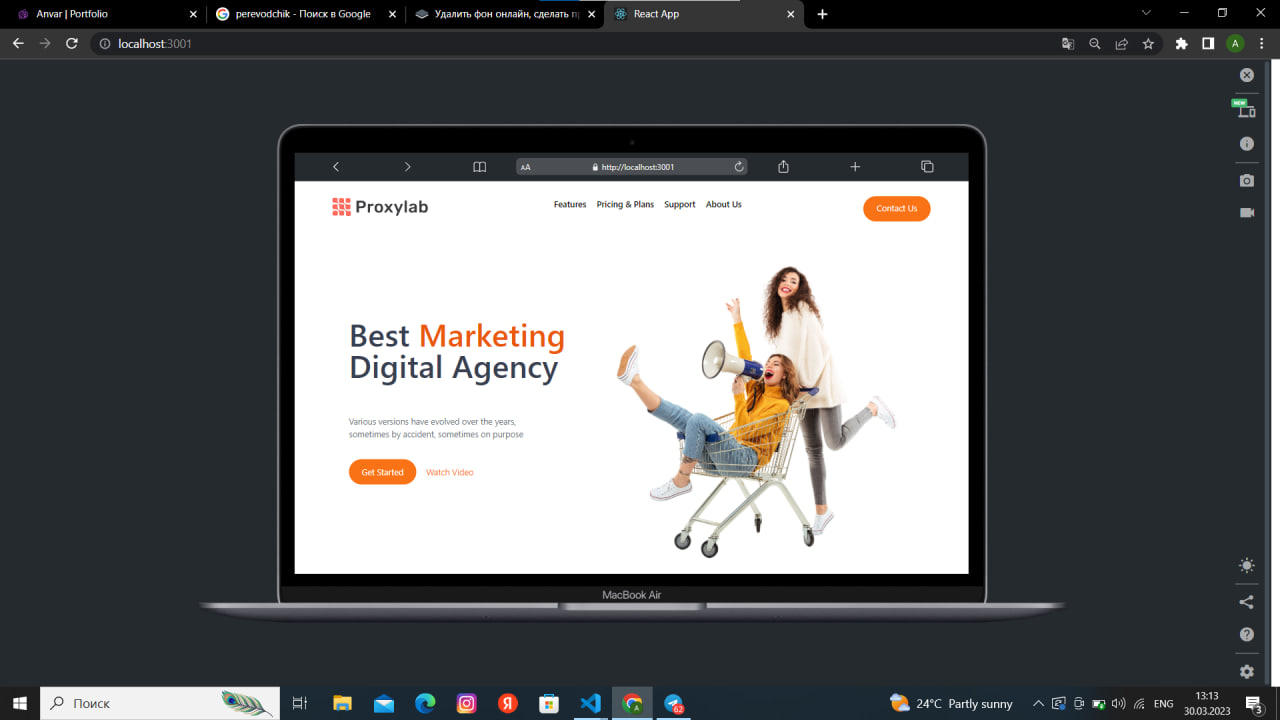 Anvar | Portfolio
perevodchik - Поиск в Google
Удалить фон онлайн, сделать п
React App
localhost:3001
NEW
AA
http://localhost:3001
Proxylab
Features
Pricing & Plans
Support
About Us
Contact Us
Best Marketing
Digital Agency
Various versions have evolved over the years,
sometimes by accident, sometimes on purpose
Get Started
Watch Video
MacBook Air
Поиск
Я
A
62
24°C Partly sunny
ENG
13:13
30.03.2023
3